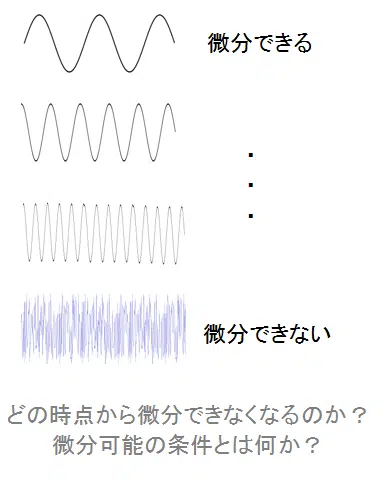 微分できる
・
・
・
微分できない
どの時点から微分できなくなるのか？
微分可能の条件とは何か？